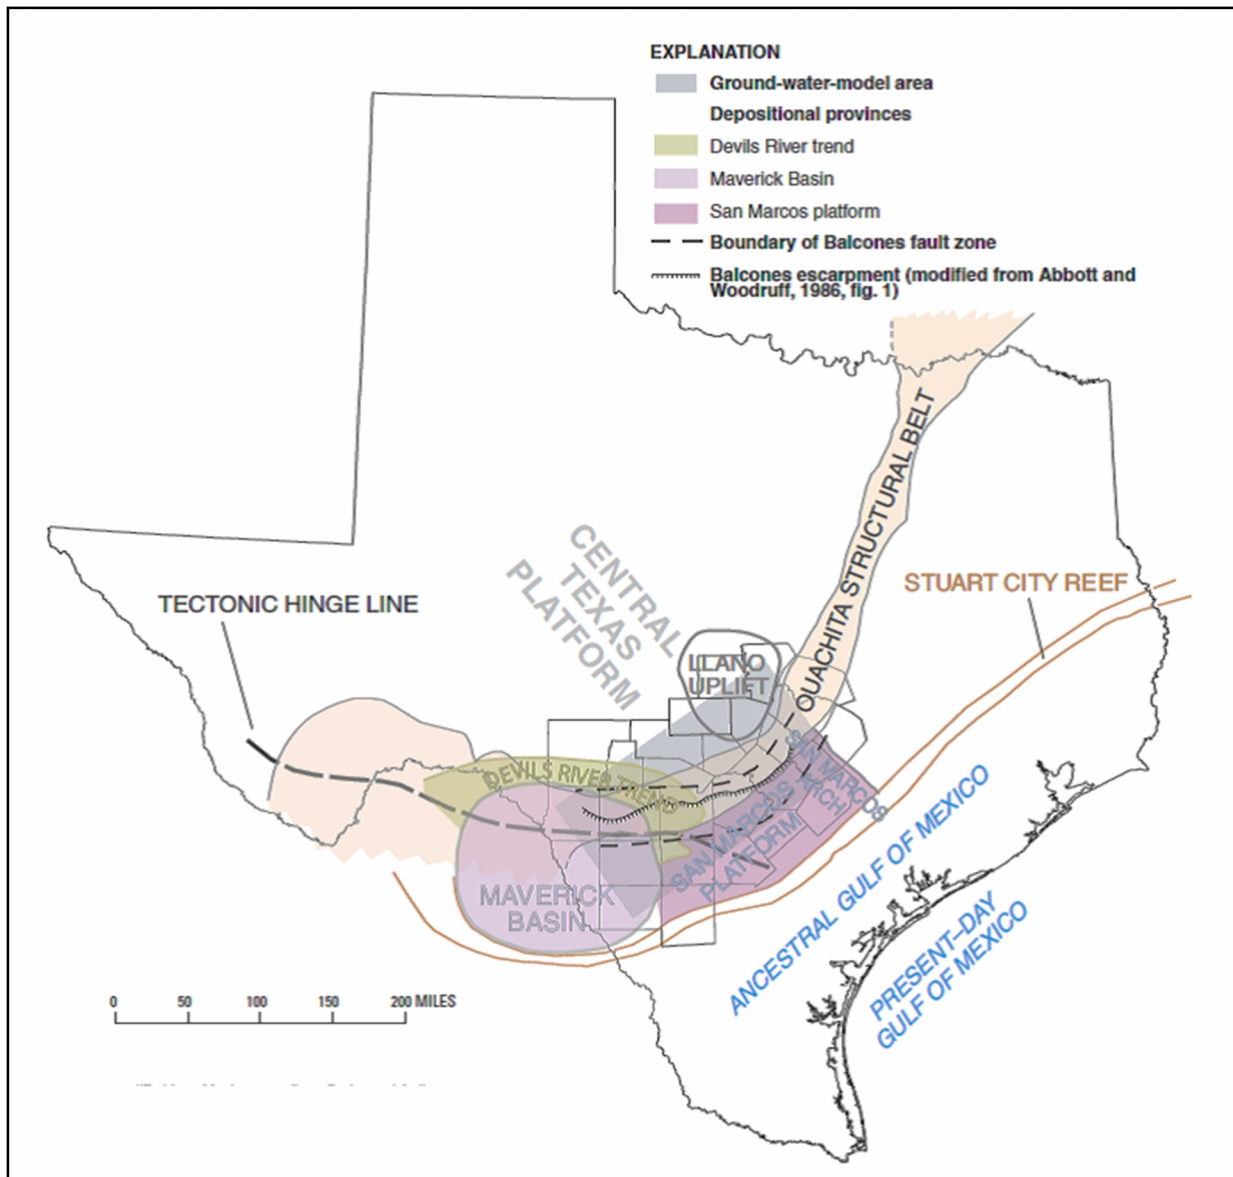 EXPLANATION
Ground-water-model area
Depositional provinces
Devils River trend
Maverick Basin
San Marcos platform
Boundary of Balcones fault zone
Balcones escarpment (modified from Abbott and
Woodruff, 1986, fig. 1)
OUACHITA STRUCTURAL BELT
CENTRAL
TEXAS
PLATFORM
STUART CITY REEF
TECTONIC HINGE LINE
LLANO
UPLIFT
DEVILS RIVER TREND
SAN MARCOS
ARCH
SAN MARCOS
PLATFORM
MAVERICK
BASIN
ANCESTRAL GULF OF MEXICO
PRESENT–DAY
GULF OF MEXICO
0 50 100 150 200 MILES